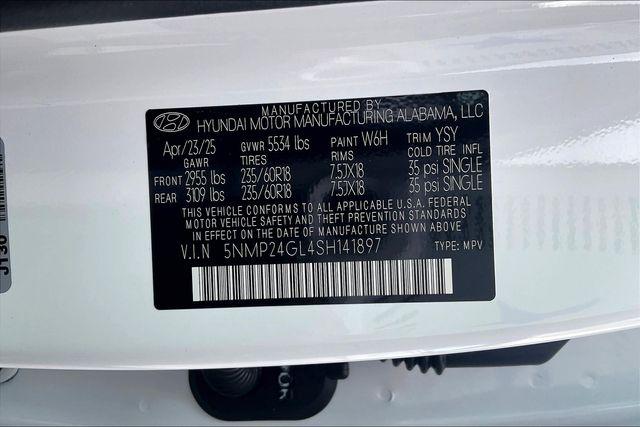 MANUFACTURED BY
HYUNDAI MOTOR MANUFACTURING ALABAMA, LLC
Apr/23/25 GVWR 5534 lbs PAINT W6H TRIM YSY
GAWR TIRES RIMS COLD TIRE INFL
FRONT 2955 lbs 235/60R18 7.5JX18 35 psi SINGLE
REAR 3109 lbs 235/60R18 7.5JX18 35 psi SINGLE
THIS VEHICLE CONFORMS TO ALL APPLICABLE U.S.A. FEDERAL
MOTOR VEHICLE SAFETY AND THEFT PREVENTION STANDARDS
IN EFFECT ON THE DATE OF MANUFACTURE SHOWN ABOVE
V.I.N 5NMP24GL4SH141897 TYPE: MPV